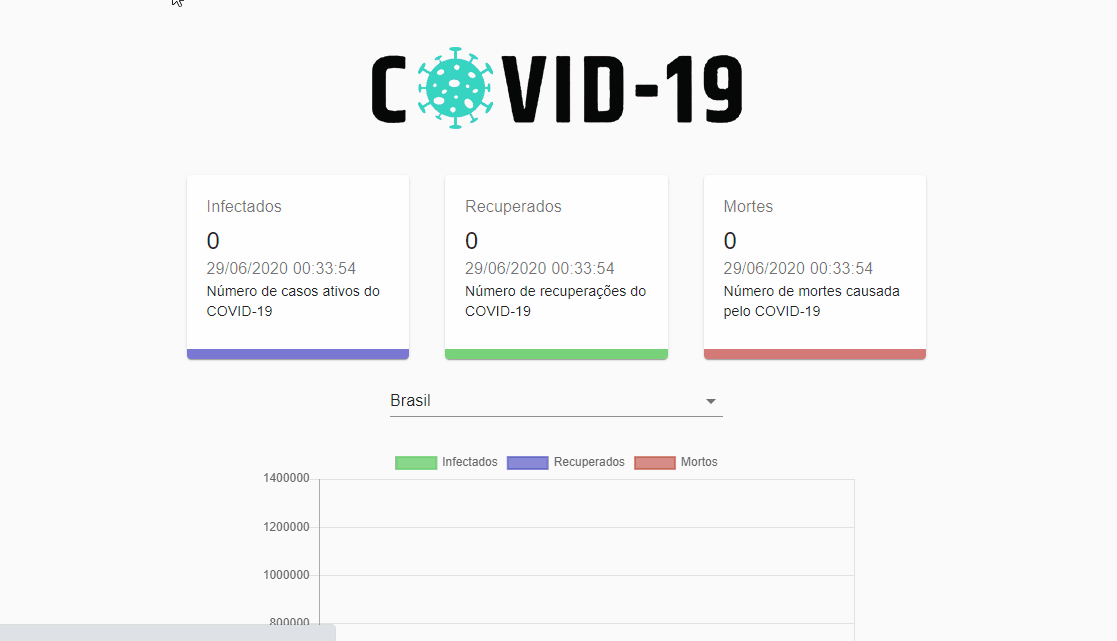 COVID-19
Infectados
0
29/06/2020 00:33:54
Número de casos ativos do
COVID-19
Recuperados
0
29/06/2020 00:33:54
Número de recuperações do
COVID-19
Mortes
0
29/06/2020 00:33:54
Número de mortes causada
pelo COVID-19
Brasil
Infectados Recuperados Mortos
1400000
1200000
1000000
800000